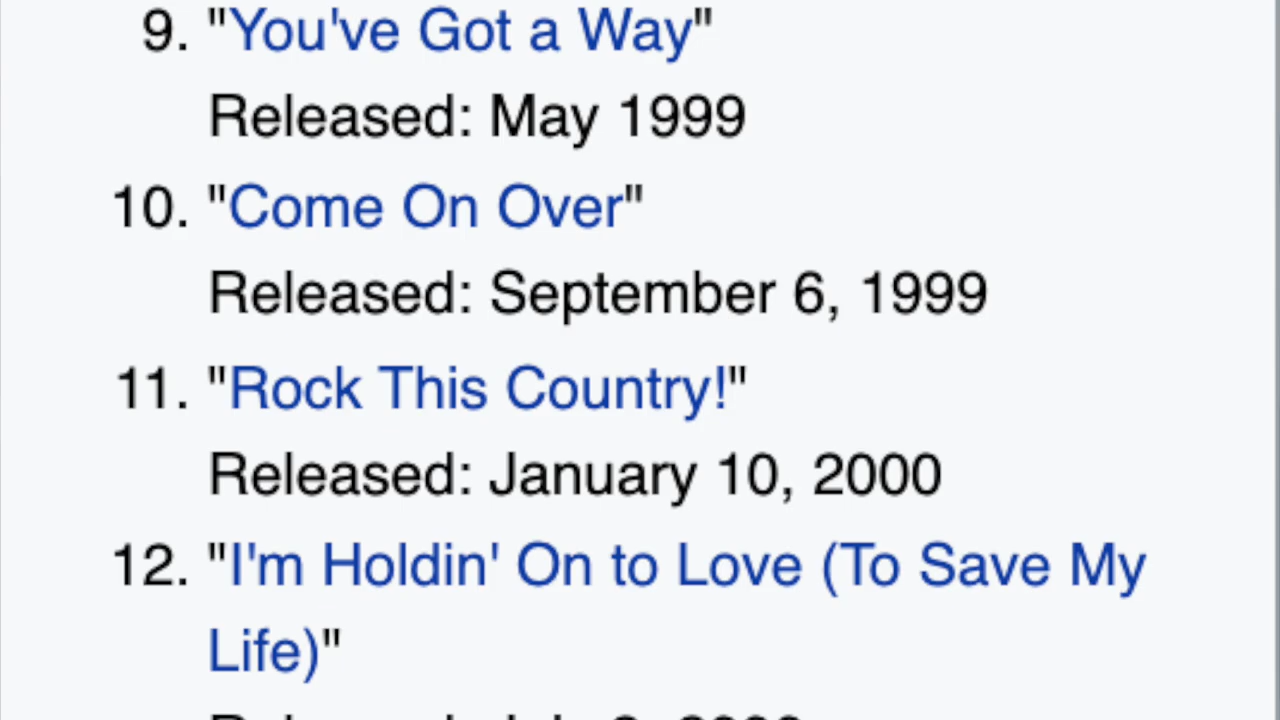 9. "You've Got a Way"
Released: May 1999
10. "Come On Over"
Released: September 6, 1999
11. "Rock This Country!"
Released: January 10, 2000
12. "I'm Holdin' On to Love (To Save My
Life)"